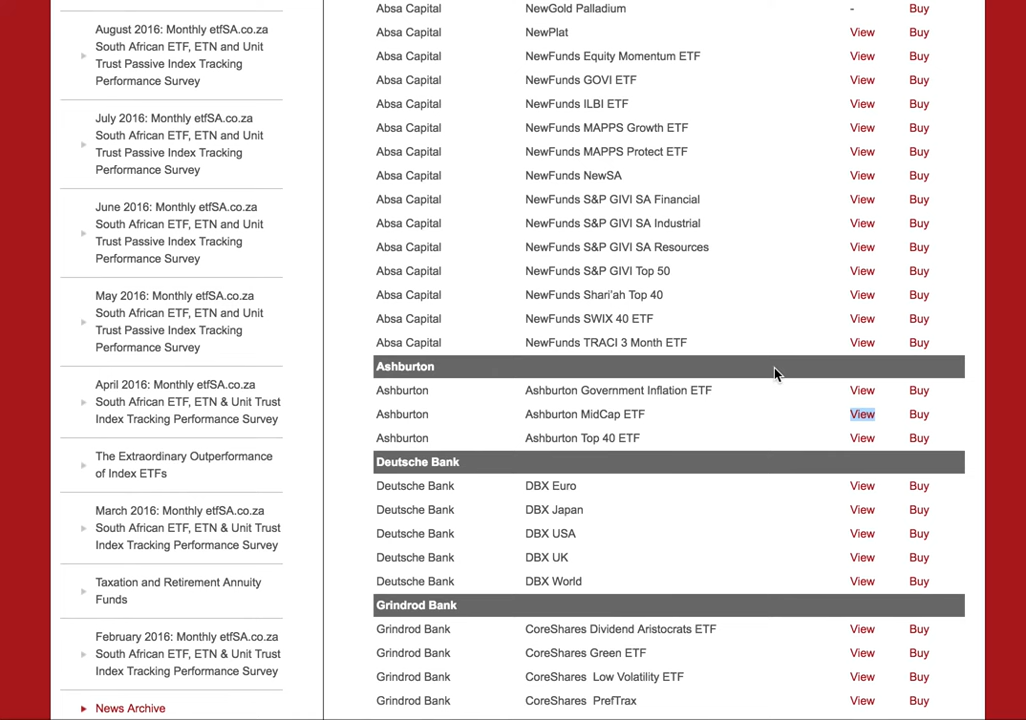 August 2016: Monthly etfSA.co.za
South African ETF, ETN and Unit
Trust Passive Index Tracking
Performance Survey
July 2016: Monthly etfSA.co.za
South African ETF, ETN and Unit
Trust Passive Index Tracking
Performance Survey
June 2016: Monthly etfSA.co.za
South African ETF, ETN and Unit
Trust Passive Index Tracking
Performance Survey
May 2016: Monthly etfSA.co.za
South African ETF, ETN and Unit
Trust Passive Index Tracking
Performance Survey
April 2016: Monthly etfSA.co.za
South African ETF, ETN & Unit Trust
Index Tracking Performance Survey
The Extraordinary Outperformance
of Index ETFs
March 2016: Monthly etfSA.co.za
South African ETF, ETN & Unit Trust
Index Tracking Performance Survey
Taxation and Retirement Annuity
Funds
February 2016: Monthly etfSA.co.za
South African ETF, ETN & Unit Trust
Index Tracking Performance Survey
News Archive
Absa Capital NewGold Palladium - Buy
Absa Capital NewPlat View Buy
Absa Capital NewFunds Equity Momentum ETF View Buy
Absa Capital NewFunds GOVI ETF View Buy
Absa Capital NewFunds ILBI ETF View Buy
Absa Capital NewFunds MAPPS Growth ETF View Buy
Absa Capital NewFunds MAPPS Protect ETF View Buy
Absa Capital NewFunds NewSA View Buy
Absa Capital NewFunds S&P GIVI SA Financial View Buy
Absa Capital NewFunds S&P GIVI SA Industrial View Buy
Absa Capital NewFunds S&P GIVI SA Resources View Buy
Absa Capital NewFunds S&P GIVI Top 50 View Buy
Absa Capital NewFunds Shari'ah Top 40 View Buy
Absa Capital NewFunds SWIX 40 ETF View Buy
Absa Capital NewFunds TRACI 3 Month ETF View Buy
Ashburton
Ashburton Ashburton Government Inflation ETF View Buy
Ashburton Ashburton MidCap ETF View Buy
Ashburton Ashburton Top 40 ETF View Buy
Deutsche Bank
Deutsche Bank DBX Euro View Buy
Deutsche Bank DBX Japan View Buy
Deutsche Bank DBX USA View Buy
Deutsche Bank DBX UK View Buy
Deutsche Bank DBX World View Buy
Grindrod Bank
Grindrod Bank CoreShares Dividend Aristocrats ETF View Buy
Grindrod Bank CoreShares Green ETF View Buy
Grindrod Bank CoreShares Low Volatility ETF View Buy
Grindrod Bank CoreShares PrefTrax View Buy